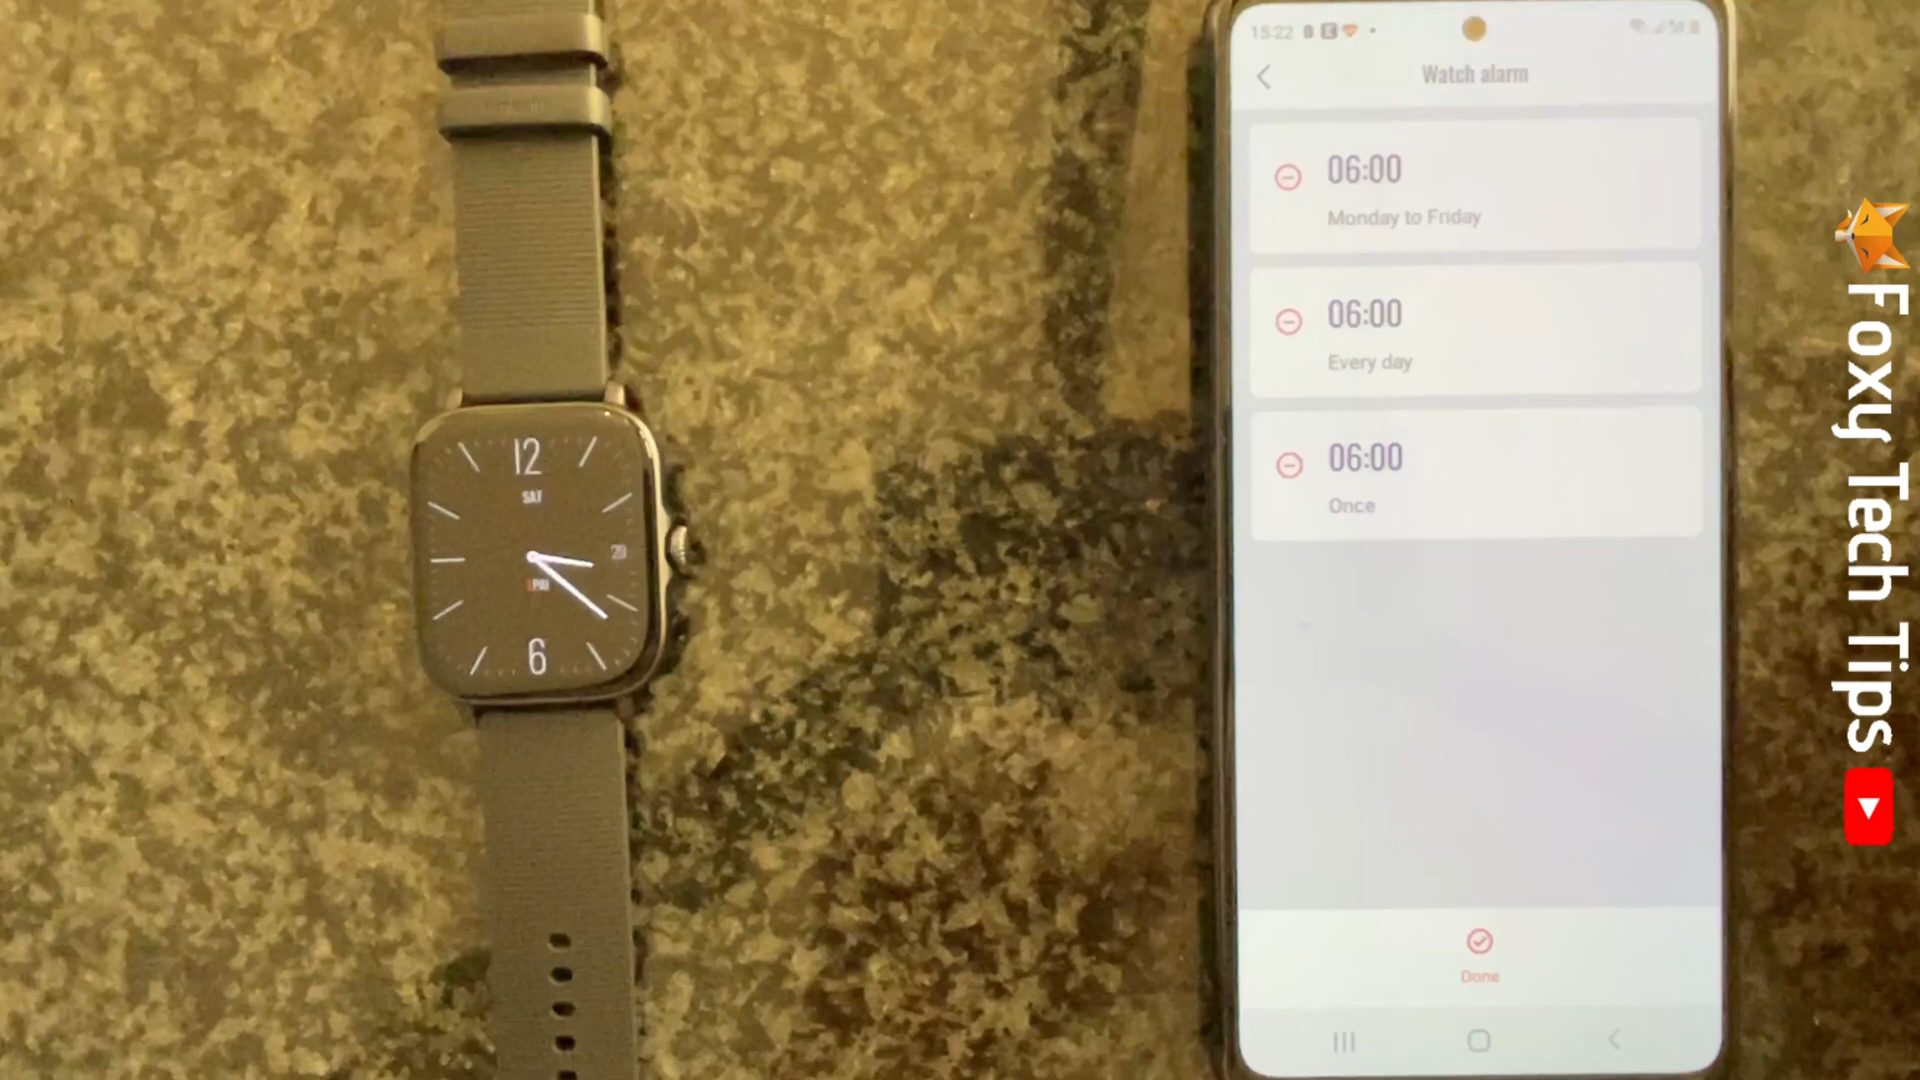 12
SAT
6
15:22
Watch alarm
06:00
Monday to Friday
06:00
Every day
06:00
Once
Done
Foxy Tech Tips